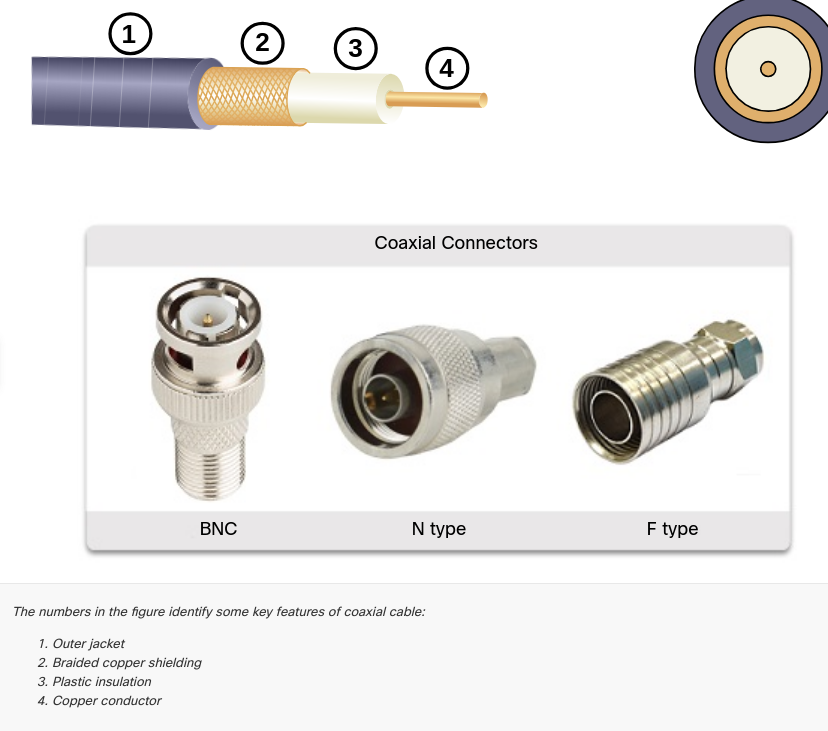 1
2
3
4
Coaxial Connectors
BNC
N type
F type
The numbers in the figure identify some key features of coaxial cable:
1. Outer jacket
2. Braided copper shielding
3. Plastic insulation
4. Copper conductor